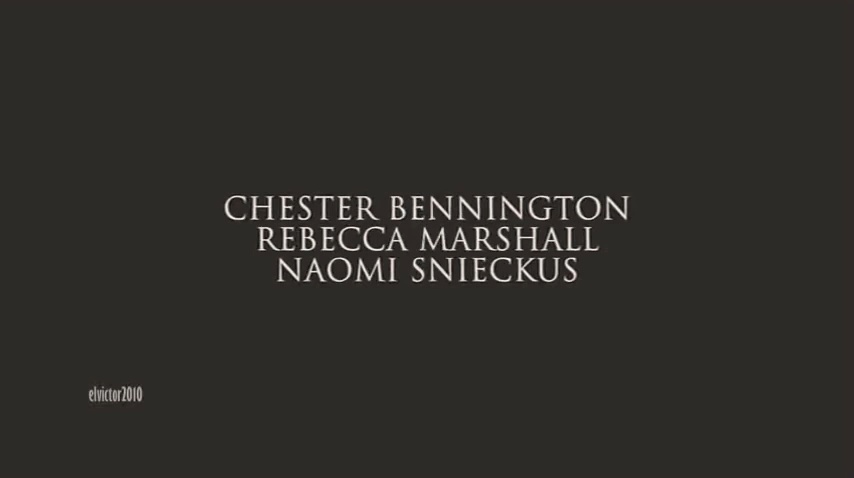 CHESTER BENNINGTON
REBECCA MARSHALL
NAOMI SNIECKUS
elvictor2010